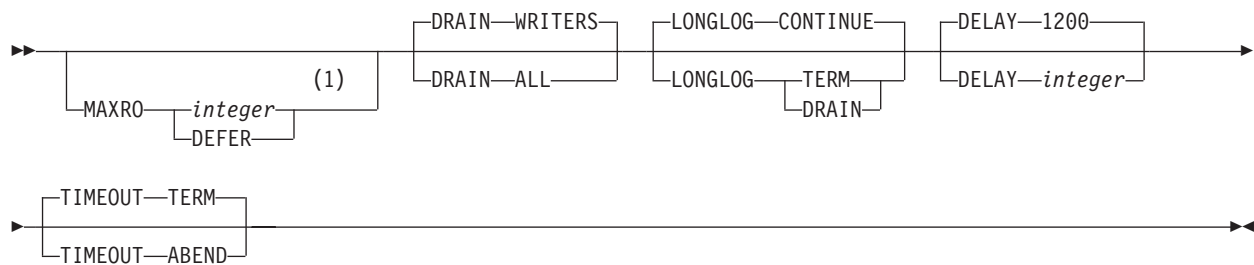 DRAIN WRITERS LONGLOG CONTINUE DELAY 1200
DRAIN ALL LONGLOG TERM DELAY integer
(1)
MAXRO integer DRAIN
DEFER
TIMEOUT TERM
TIMEOUT ABEND